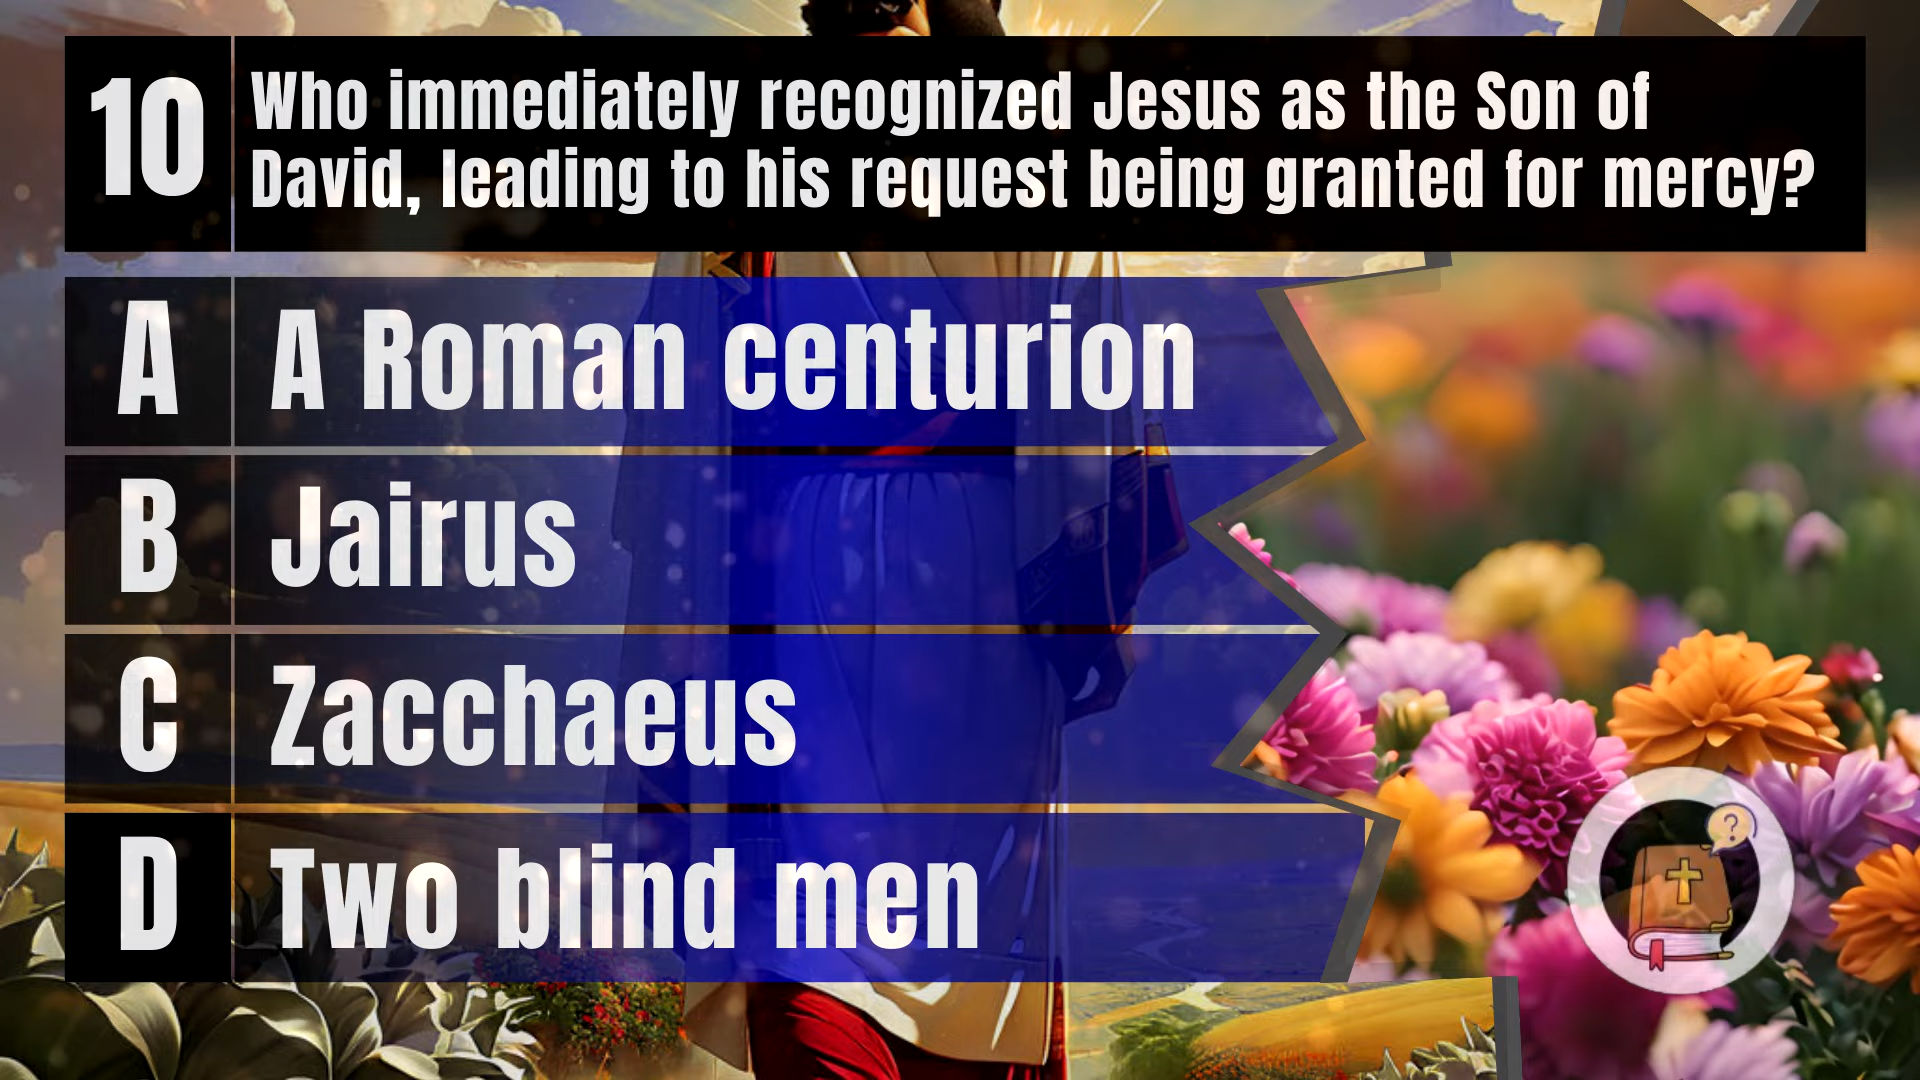 10
Who immediately recognized Jesus as the Son of
David, leading to his request being granted for mercy?
A A Roman centurion
B Jairus
C Zacchaeus
D Two blind men
?